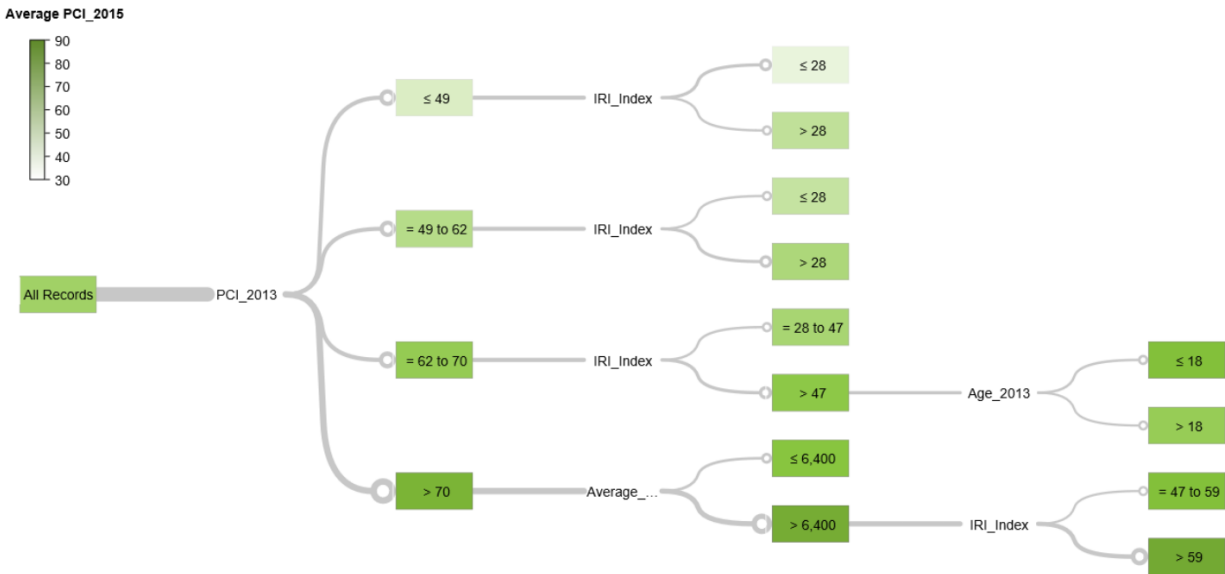 Average PCI_2015
90
80
70
60
50
40
30
All Records
PCI_2013
≤ 49
IRI_Index
≤ 28
> 28
= 49 to 62
IRI_Index
≤ 28
> 28
= 62 to 70
IRI_Index
= 28 to 47
> 47
Age_2013
≤ 18
> 18
> 70
Average_...
≤ 6,400
> 6,400
IRI_Index
= 47 to 59
> 59